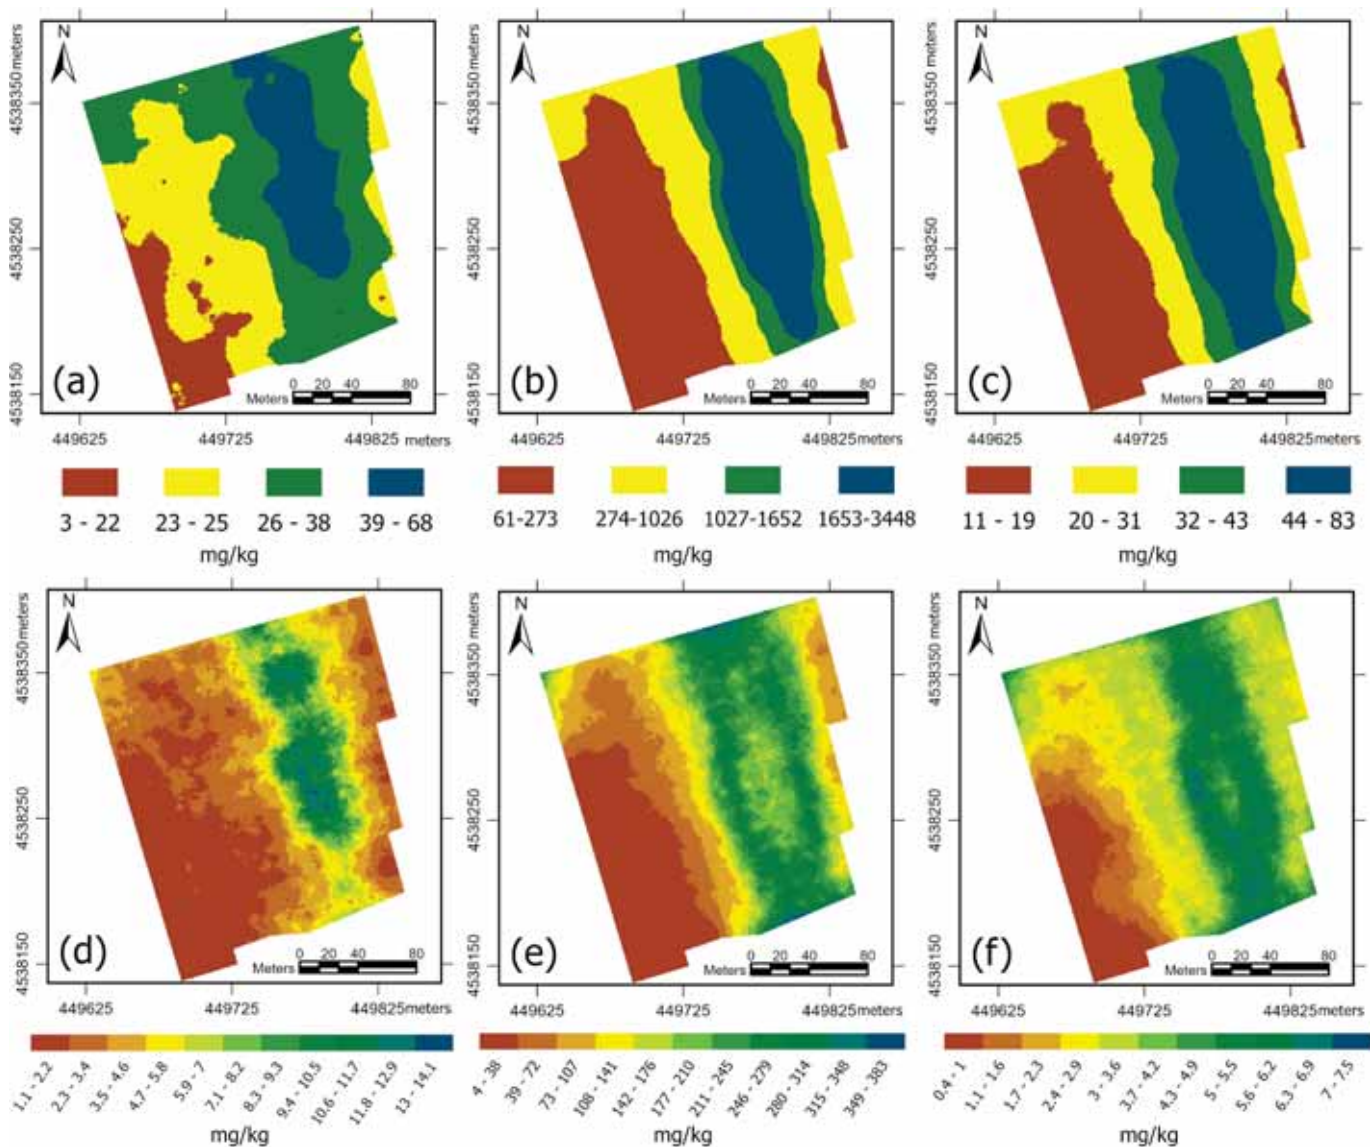 N
4538350 meters
4538250
4538150
(a)
0 20 40 80
Meters
449625 449725 449825 meters
3 - 22 23 - 25 26 - 38 39 - 68
mg/kg
N
4538350 meters
4538250
4538150
(b)
0 20 40 80
Meters
449625 449725 449825meters
61-273 274-1026 1027-1652 1653-3448
mg/kg
N
4538350 meters
4538250
4538150
(c)
0 20 40 80
Meters
449625 449725 449825meters
11 - 19 20 - 31 32 - 43 44 - 83
mg/kg
N
4538350 meters
4538250
4538150
(d)
0 20 40 80
Meters
449625 449725 449825meters
1.1 - 2.2 2.3 - 3.4 3.5 - 4.6 4.7 - 5.8 5.9 - 7 7.1 - 8.2 8.3 - 9.3 9.4 - 10.5 10.6 - 11.7 11.8 - 12.9 13 - 14.1
mg/kg
N
4538350 meters
4538250
4538150
(e)
0 20 40 80
Meters
449625 449725 449825meters
4 - 38 39 - 72 73 - 107 108 - 141 142 - 176 177 - 210 211 - 245 246 - 279 280 - 314 315 - 348 349 - 383
mg/kg
N
4538350 meters
4538250
4538150
(f)
0 20 40 80
Meters
449625 449725 449825meters
0.4 - 1 1.1 - 1.6 1.7 - 2.3 2.4 - 2.9 3 - 3.6 3.7 - 4.2 4.3 - 4.9 5 - 5.5 5.6 - 6.2 6.3 - 6.9 7 - 7.5
mg/kg